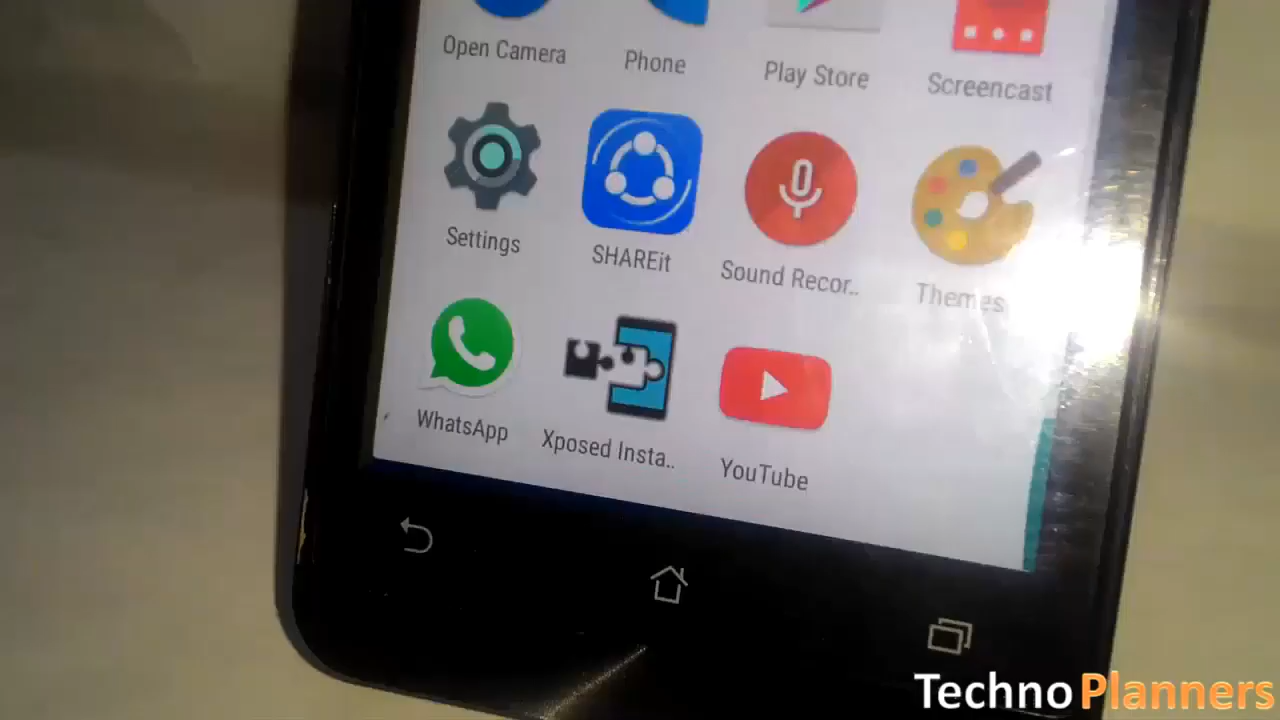 Open Camera
Phone
Play Store
Screencast
Settings
SHAREit
Sound Recor..
Themes
WhatsApp
Xposed Insta..
YouTube
TechnoPlanners